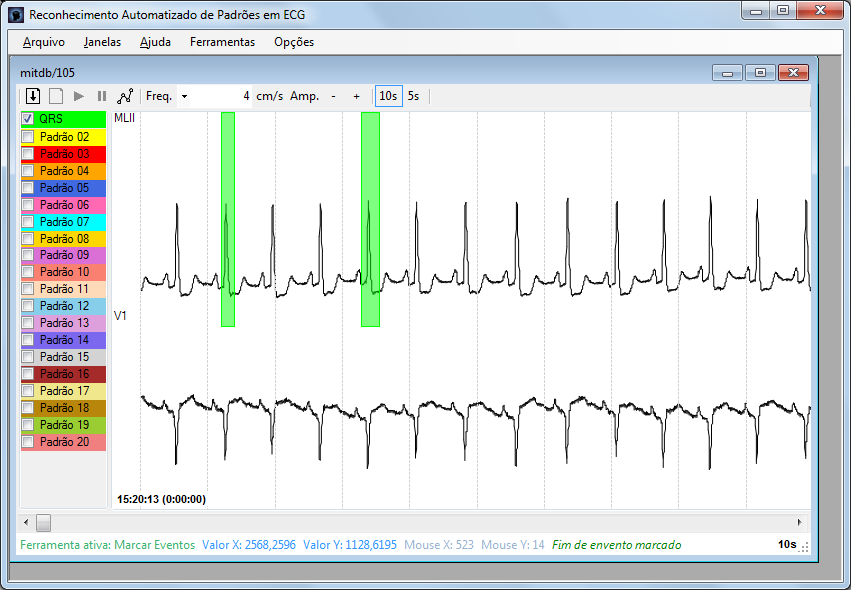 Reconhecimento Automatizado de Padrões em ECG
Arquivo Janelas Ajuda Ferramentas Opções
mitdb/105
Freq. 4 cm/s Amp. - + 10s 5s
QRS
Padrão 02
Padrão 03
Padrão 04
Padrão 05
Padrão 06
Padrão 07
Padrão 08
Padrão 09
Padrão 10
Padrão 11
Padrão 12
Padrão 13
Padrão 14
Padrão 15
Padrão 16
Padrão 17
Padrão 18
Padrão 19
Padrão 20
MLII
V1
15:20:13 (0:00:00)
Ferramenta ativa: Marcar Eventos Valor X: 2568,2596 Valor Y: 1128,6195 Mouse X: 523 Mouse Y: 14 Fim de envento marcado 10s